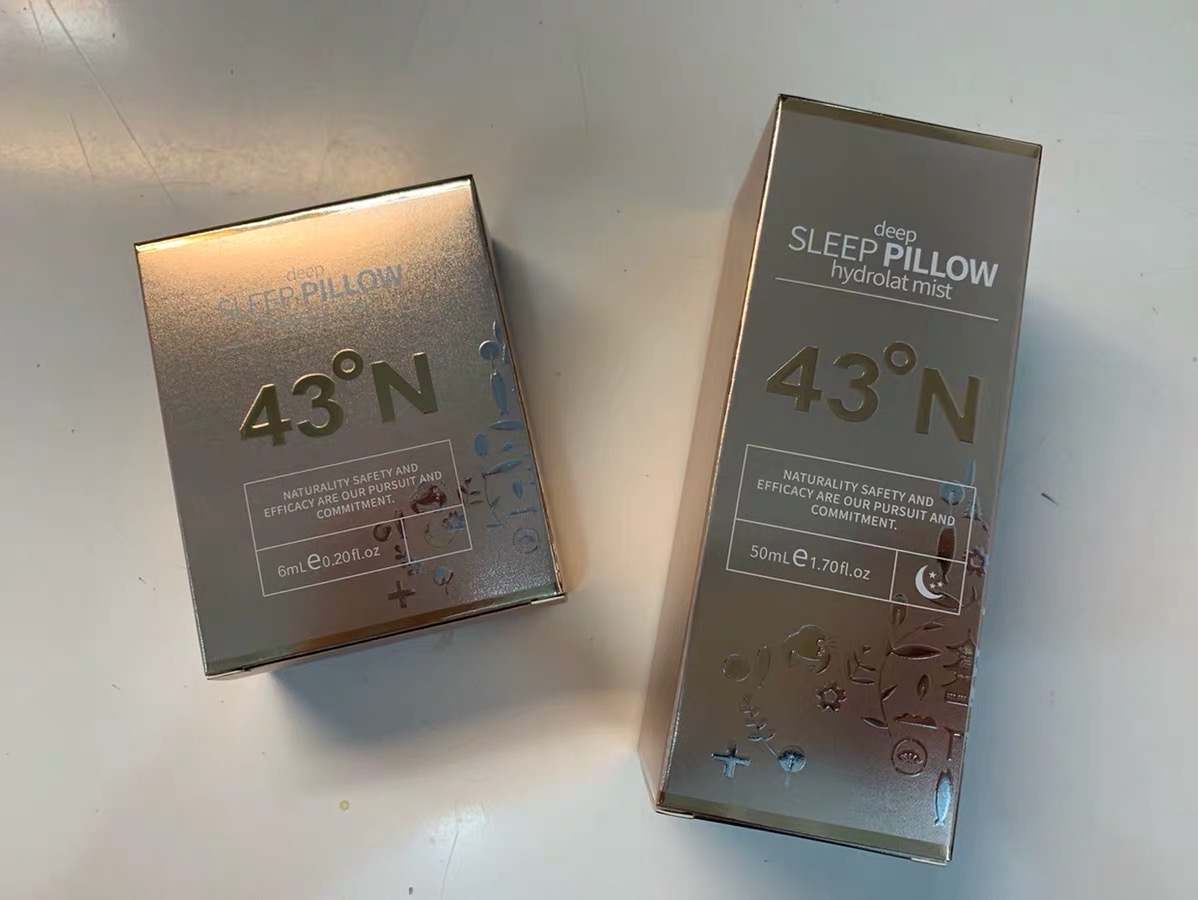 deep
SLEEP PILLOW
43°N
NATURALITY SAFETY AND
EFFICACY ARE OUR PURSUIT AND
COMMITMENT.
6mL e 0.20fl.oz
deep
SLEEP PILLOW
hydrolat mist
43°N
NATURALITY SAFETY AND
EFFICACY ARE OUR PURSUIT AND
COMMITMENT.
50mL e 1.70fl.oz